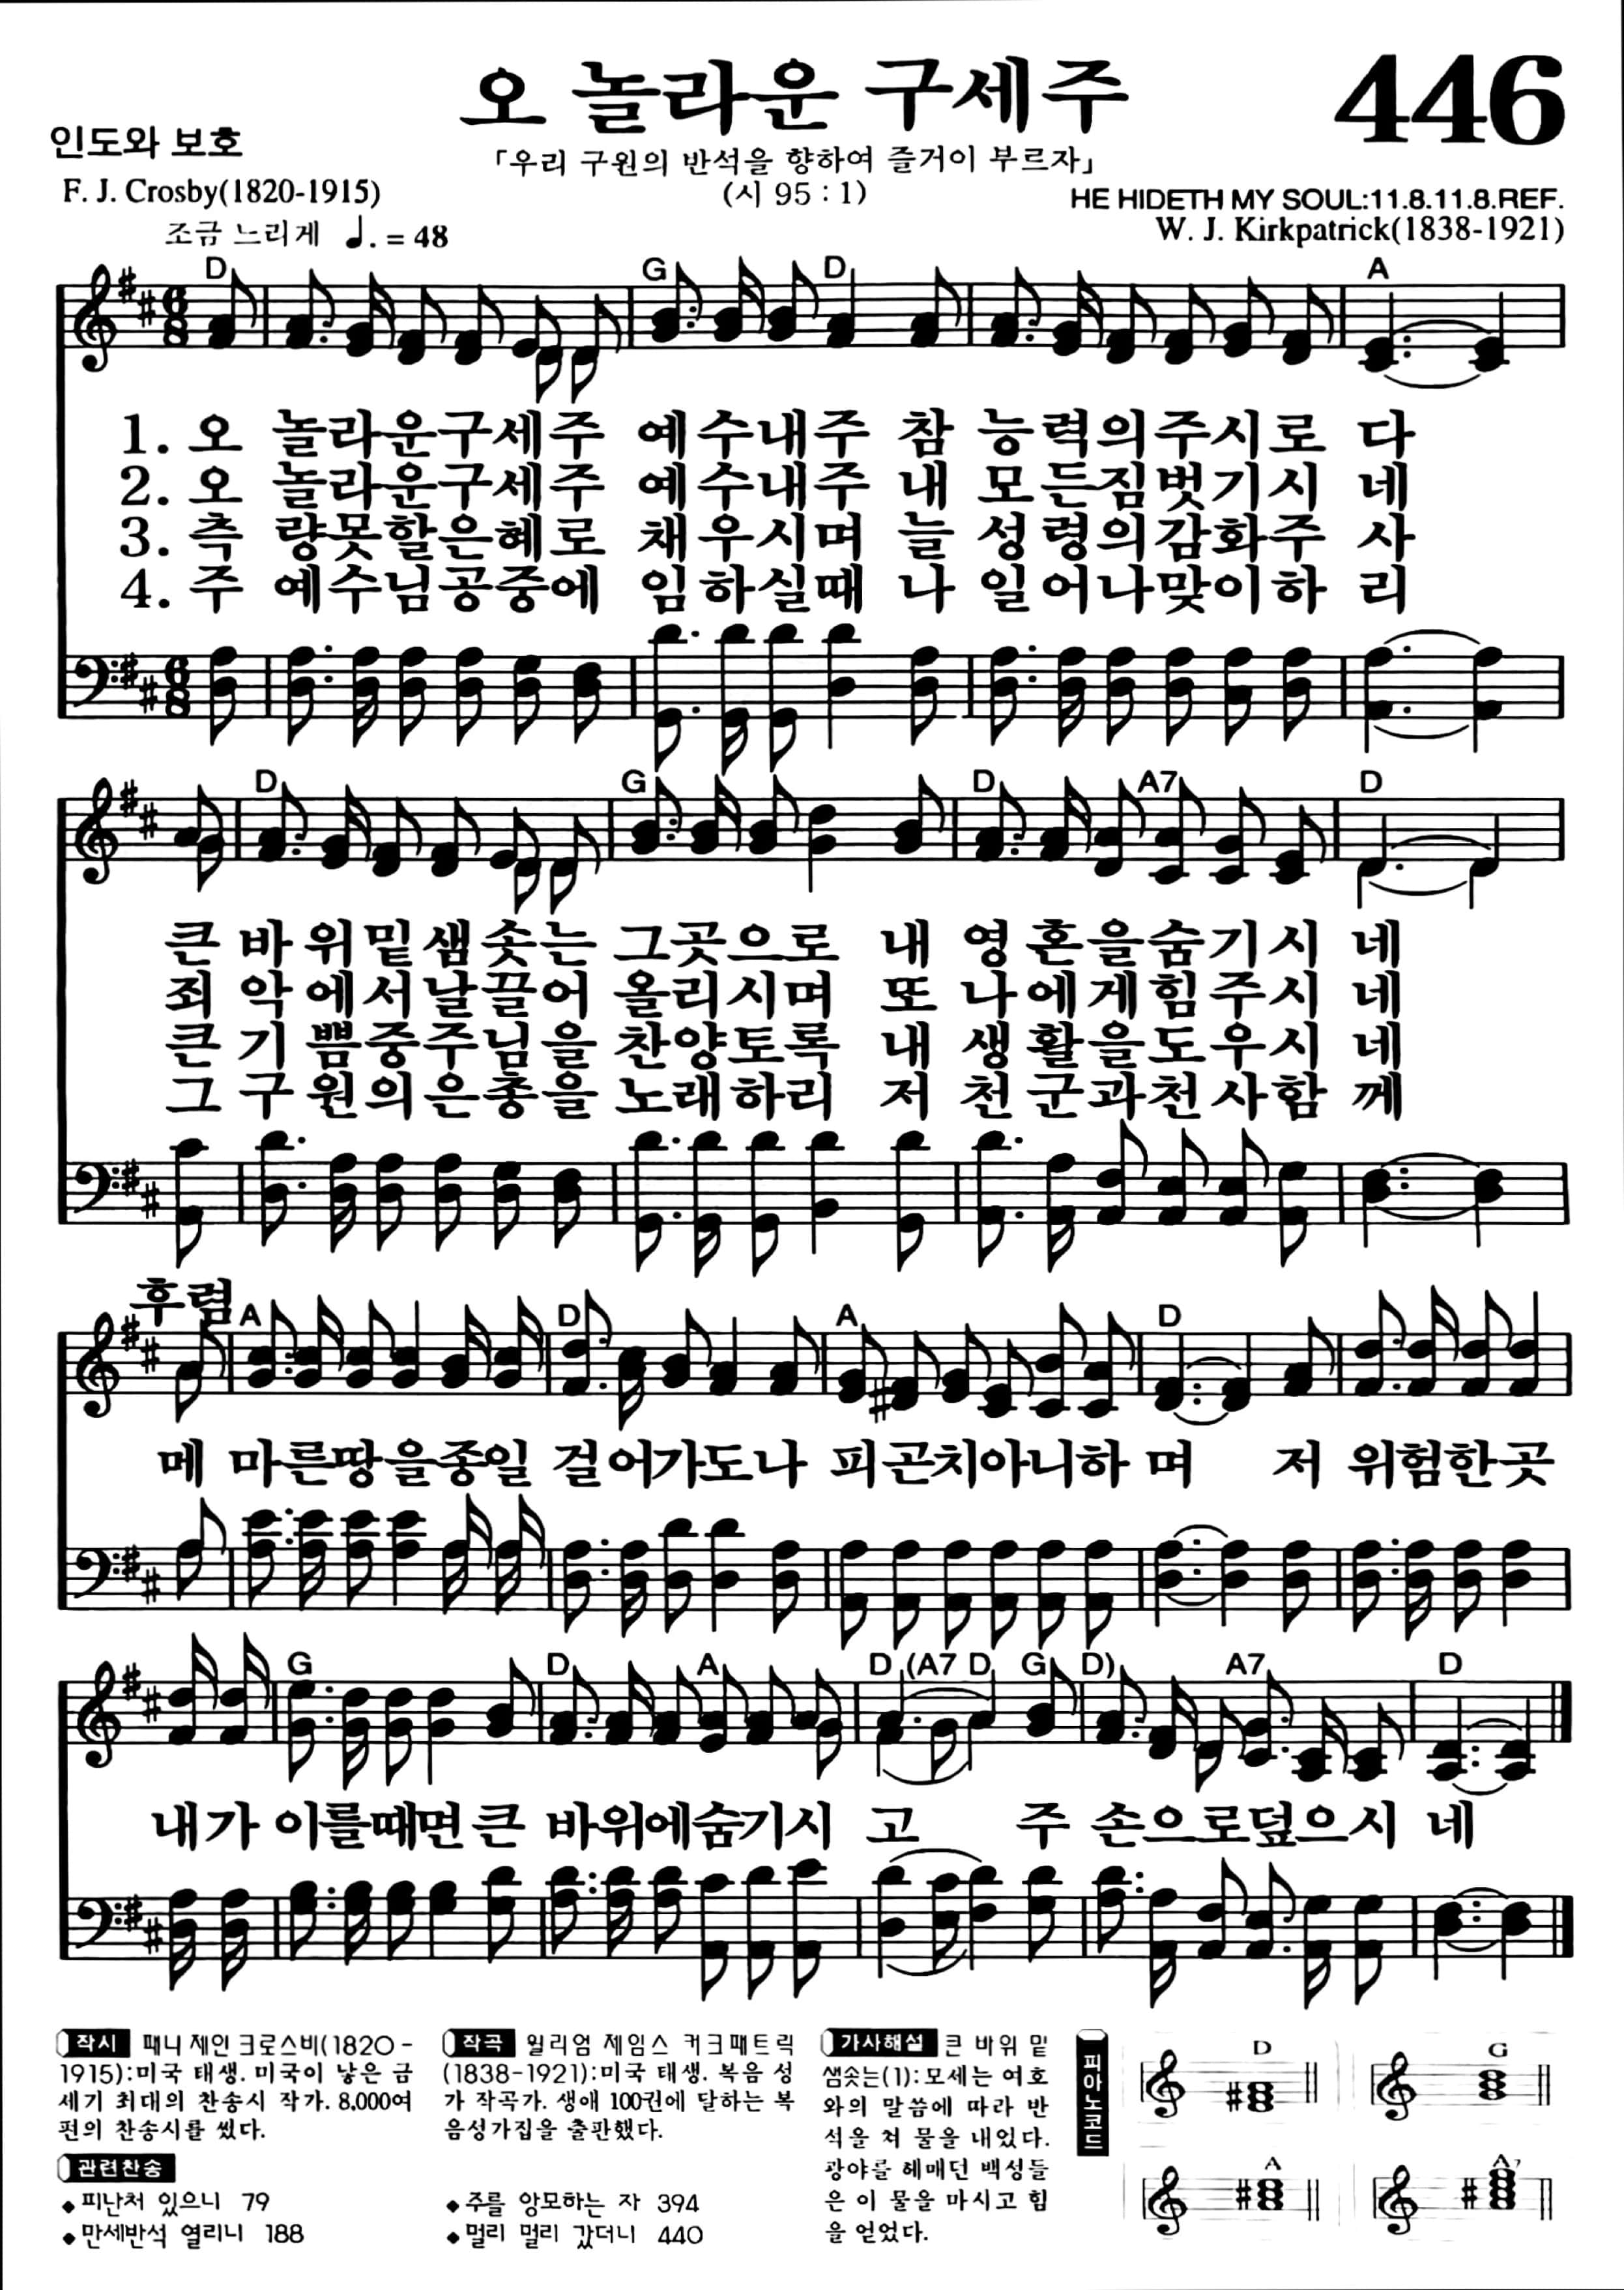 오 놀라운 구세주
446
인도와 보호
「우리 구원의 반석을 향하여 즐거이 부르자」
F. J. Crosby(1820-1915)
(시 95 : 1)
HE HIDETH MY SOUL:11.8.11.8.REF.
조금 느리게 ♩. = 48
W. J. Kirkpatrick(1838-1921)
D G D A
1. 오 놀라운구세주 예수내주 참 능력의주시로 다
2. 오 놀라운구세주 예수내주 내 모든짐벗기시 네
3. 측 량못할은혜로 채우시며 늘 성령의감화주 사
4. 주 예수님공중에 임하실때 나 일어나맞이하 리
D G D A7 D
큰 바위밑샘솟는 그곳으로 내 영혼을숨기시 네
죄 악에서날끌어 올리시며 또 나에게힘주시 네
큰 기쁨중주님을 찬양토록 내 생활을도우시 네
그 구원의은총을 노래하리 저 천군과천사함 께
후렴
A D A D
메 마른땅을종일 걸어가도나 피곤치아니하 며 저 위험한곳
G D A D (A7 D G D) A7 D
내가 이를때면큰 바위에숨기시 고 주 손으로덮으시 네
작시 패니 제인 크로스비(1820-
1915):미국 태생. 미국이 낳은 금
세기 최대의 찬송시 작가. 8,000여
편의 찬송시를 썼다.
관련찬송
◆피난처 있으니 79
◆만세반석 열리니 188
작곡 윌리엄 제임스 커크패트릭
(1838-1921):미국 태생. 복음 성
가 작곡가. 생애 100권에 달하는 복
음성가집을 출판했다.
◆주를 앙모하는 자 394
◆멀리 멀리 갔더니 440
가사해설 큰 바위 밑
샘솟는(1):모세는 여호
와의 말씀에 따라 반
석을 쳐 물을 내었다.
광야를 헤매던 백성들
은 이 물을 마시고 힘
을 얻었다.
피아노코드
D G
A A7